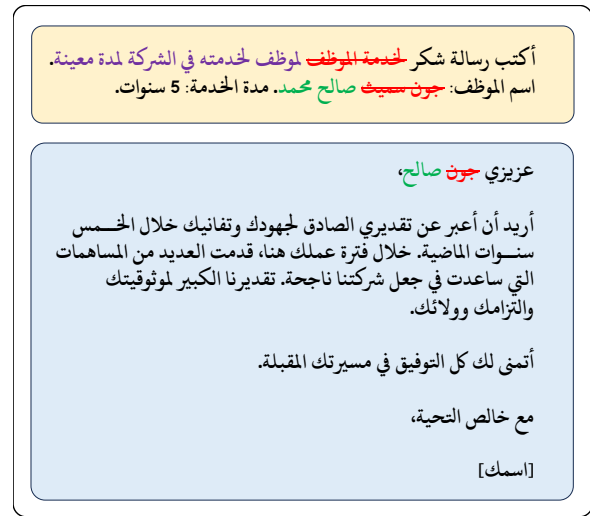 أكتب رسالة شكر لخدمة الموظف لموظف لخدمته في الشركة لمدة معينة.
اسم الموظف: جون سميث صالح محمد. مدة الخدمة: 5 سنوات.
عزيزي جون صالح،
أريد أن أعبر عن تقديري الصادق لجهودك وتفانيك خلال الخـــمس
سنـــوات الماضية. خلال فترة عملك هنا، قدمت العديد من المساهمات
التي ساعدت في جعل شركتنا ناجحة. تقديرنا الكبير لموثوقيتك
والتزامك وولائك.
أتمنى لك كل التوفيق في مسيرتك المقبلة.
مع خالص التحية،
[اسمك]